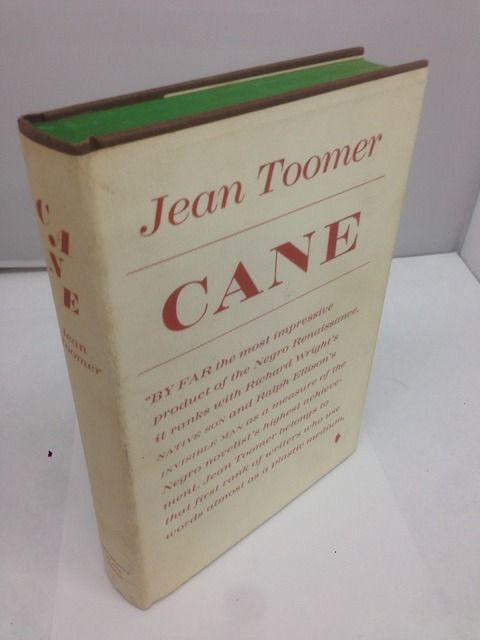 Jean Toomer
CANE
"BY FAR the most impressive
product of the Negro Renaissance,
it ranks with Richard Wright's
NATIVE SON and Ralph Ellison's
INVISIBLE MAN as a measure of the
Negro novelist's highest achieve-
ment. Jean Toomer belongs to
that first rank of writers who use
words almost as a plastic medium,
C
A
N
E
Jean
Toomer